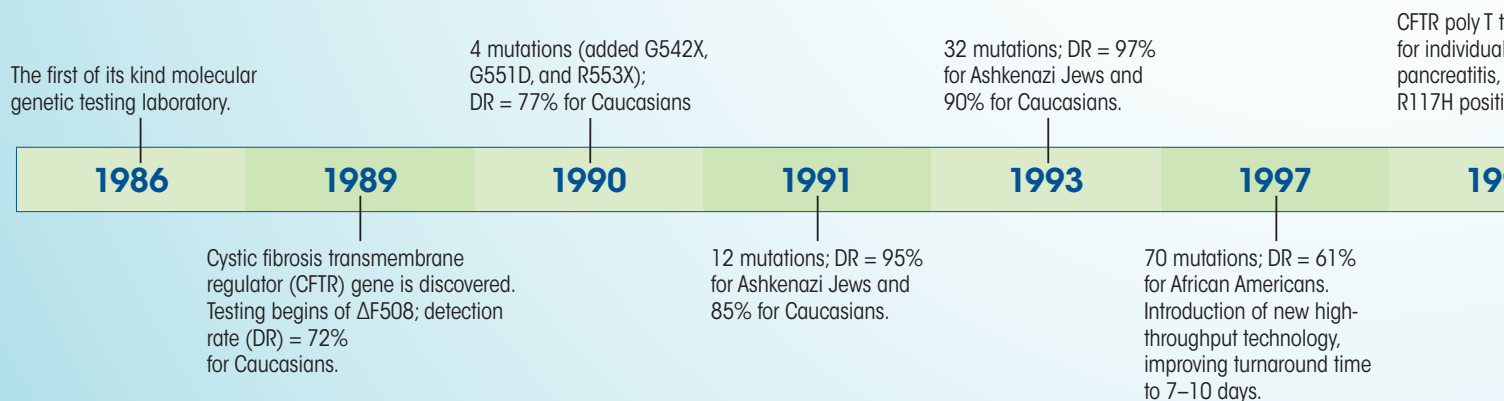 The first of its kind molecular
genetic testing laboratory.
4 mutations (added G542X,
G551D, and R553X);
DR = 77% for Caucasians
32 mutations; DR = 97%
for Ashkenazi Jews and
90% for Caucasians.
CFTR poly T
for individual
pancreatitis,
R117H
1986
1989
1990
1991
1993
1997
Cystic fibrosis transmembrane
regulator (CFTR) gene is discovered.
Testing begins of ΔF508; detection
rate (DR) = 72%
for Caucasians.
12 mutations; DR = 95%
for Ashkenazi Jews and
85% for Caucasians.
70 mutations; DR = 61%
for African Americans.
Introduction of new high-
throughput technology,
improving turnaround time
to 7–10 days.